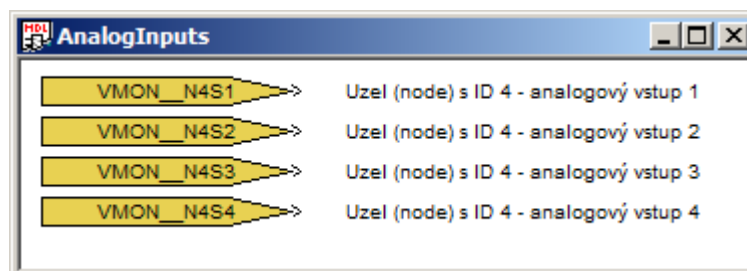 MDL AnalogInputs
VMON__N4S1 Uzel (node) s ID 4 - analogový vstup 1
VMON__N4S2 Uzel (node) s ID 4 - analogový vstup 2
VMON__N4S3 Uzel (node) s ID 4 - analogový vstup 3
VMON__N4S4 Uzel (node) s ID 4 - analogový vstup 4